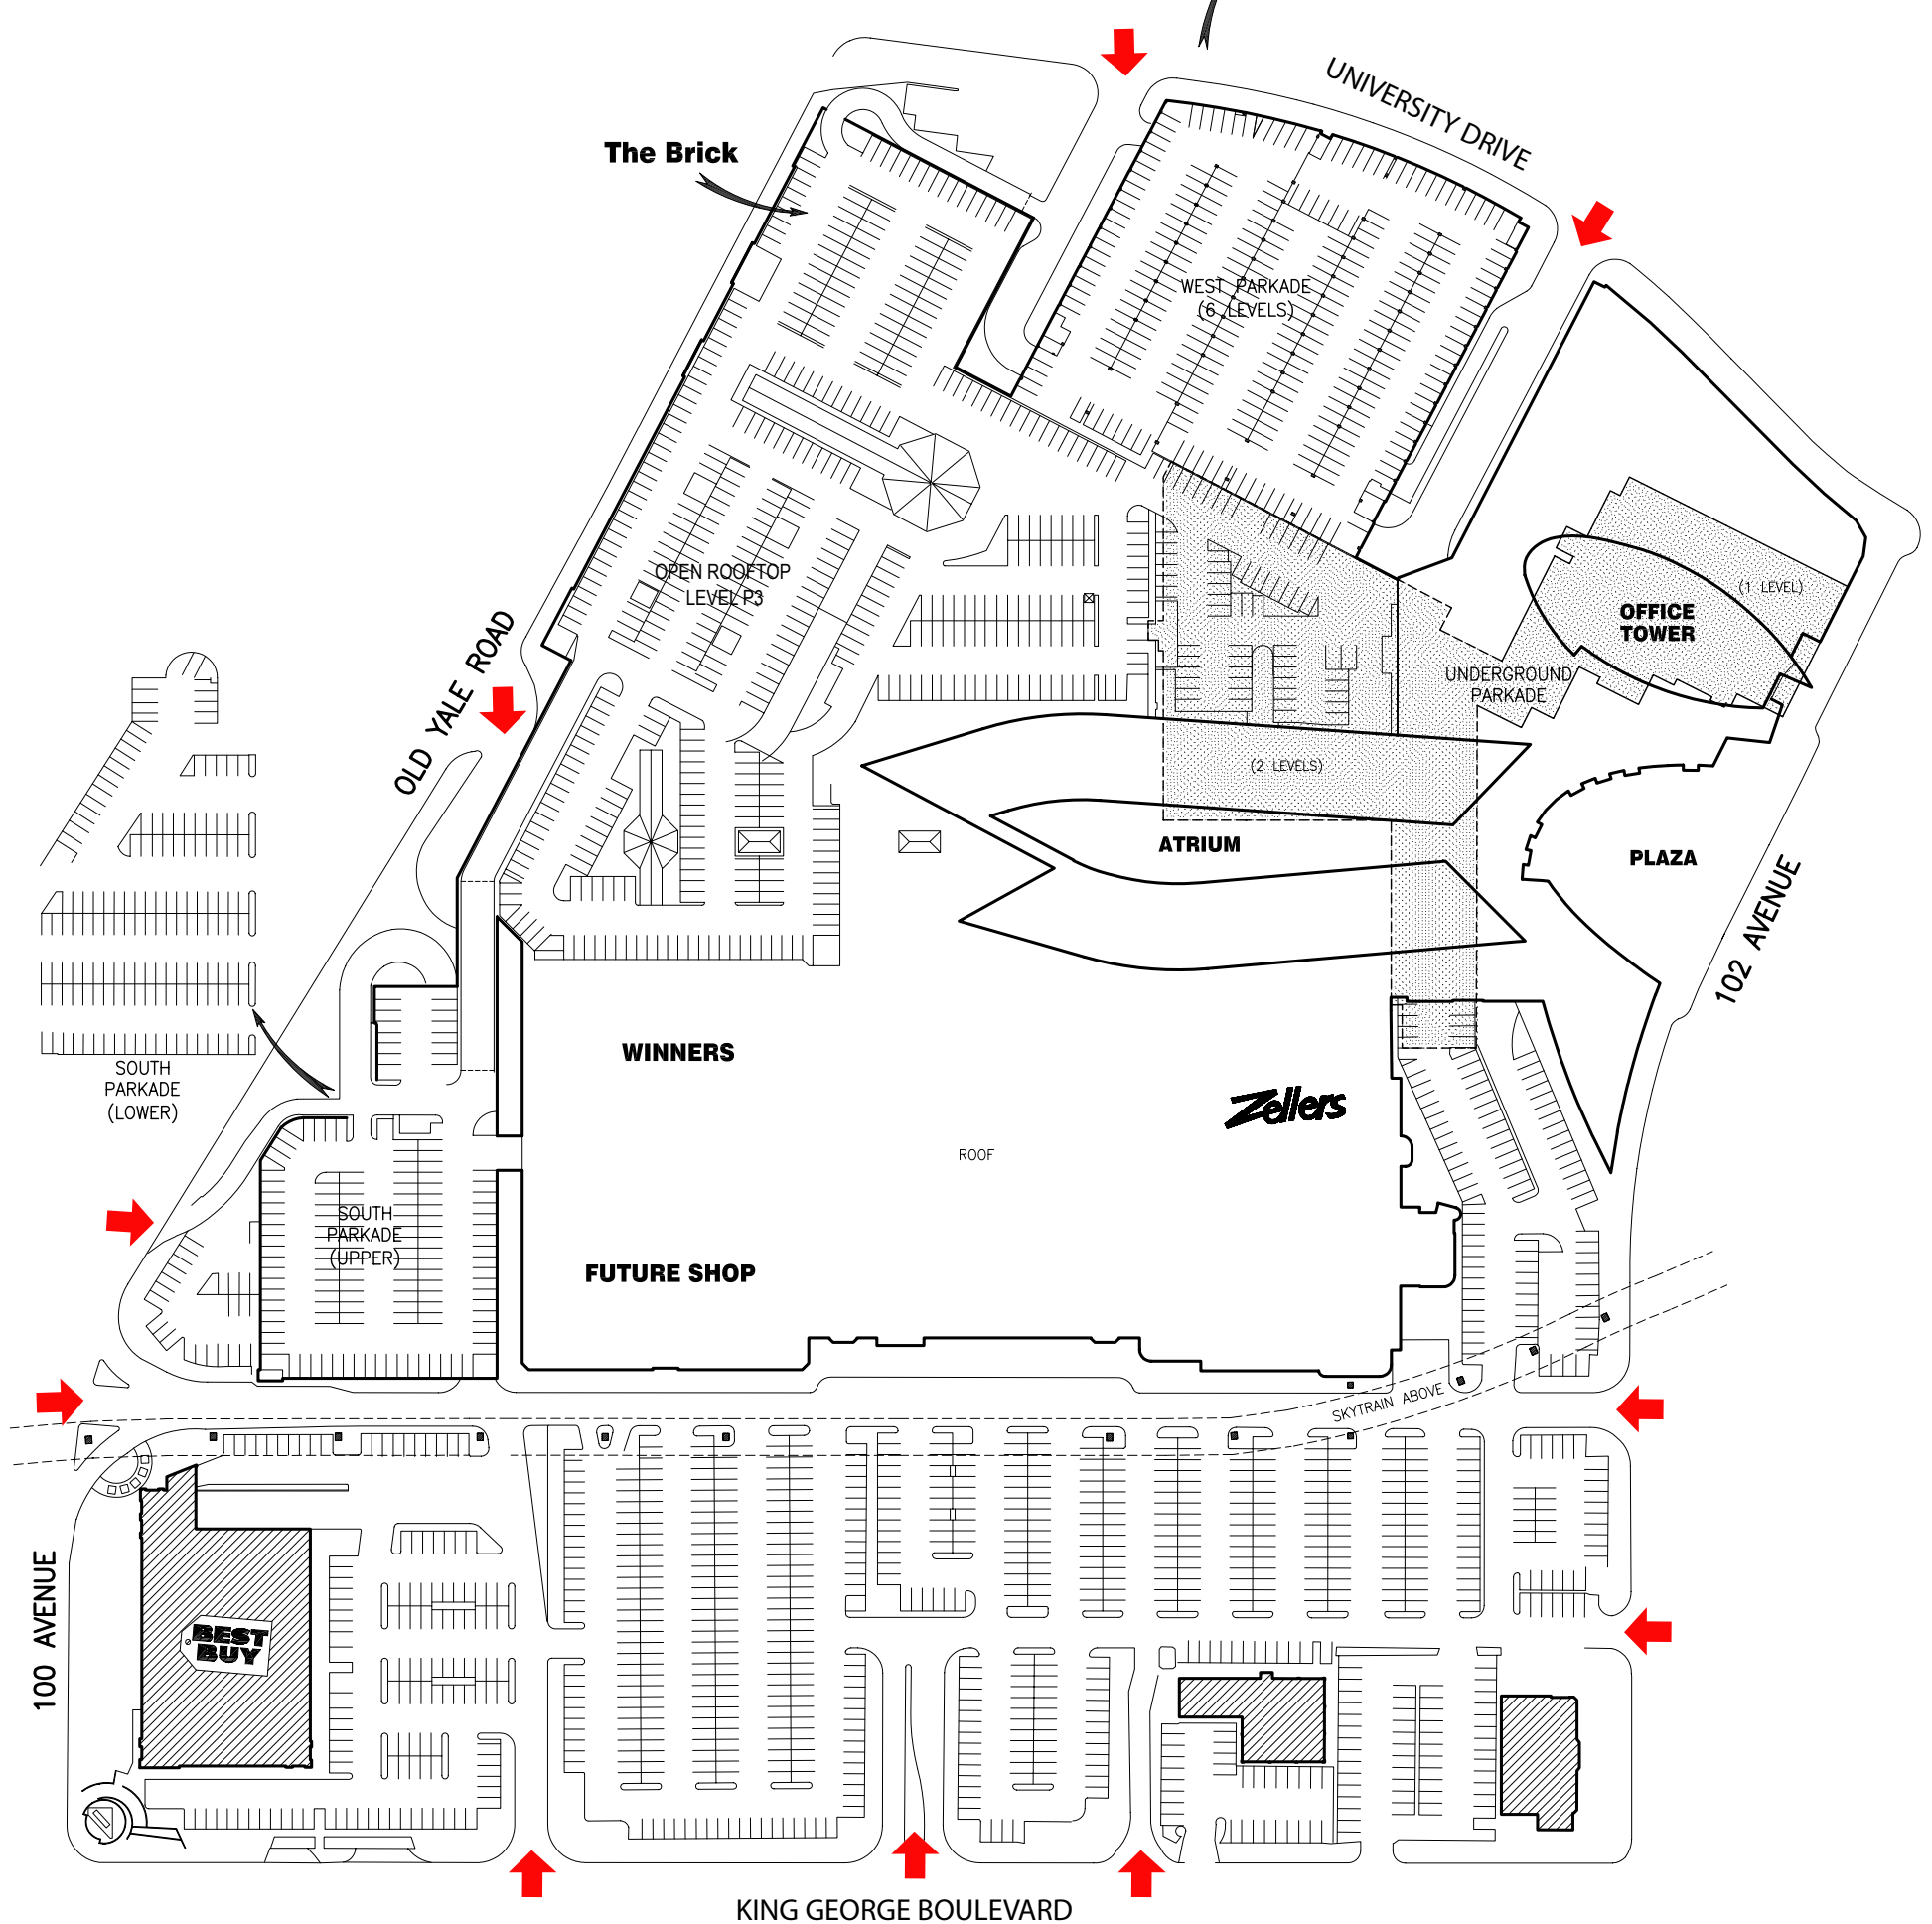 UNIVERSITY DRIVE
The Brick
WEST PARKADE
(6 LEVELS)
OPEN ROOFTOP
LEVEL P3
(1 LEVEL)
OFFICE
TOWER
UNDERGROUND
PARKADE
OLD YALE ROAD
(2 LEVELS)
ATRIUM
PLAZA
102 AVENUE
WINNERS
SOUTH
PARKADE
(LOWER)
Zellers
ROOF
SOUTH
PARKADE
(UPPER)
FUTURE SHOP
SKYTRAIN ABOVE
100 AVENUE
BEST
BUY
KING GEORGE BOULEVARD